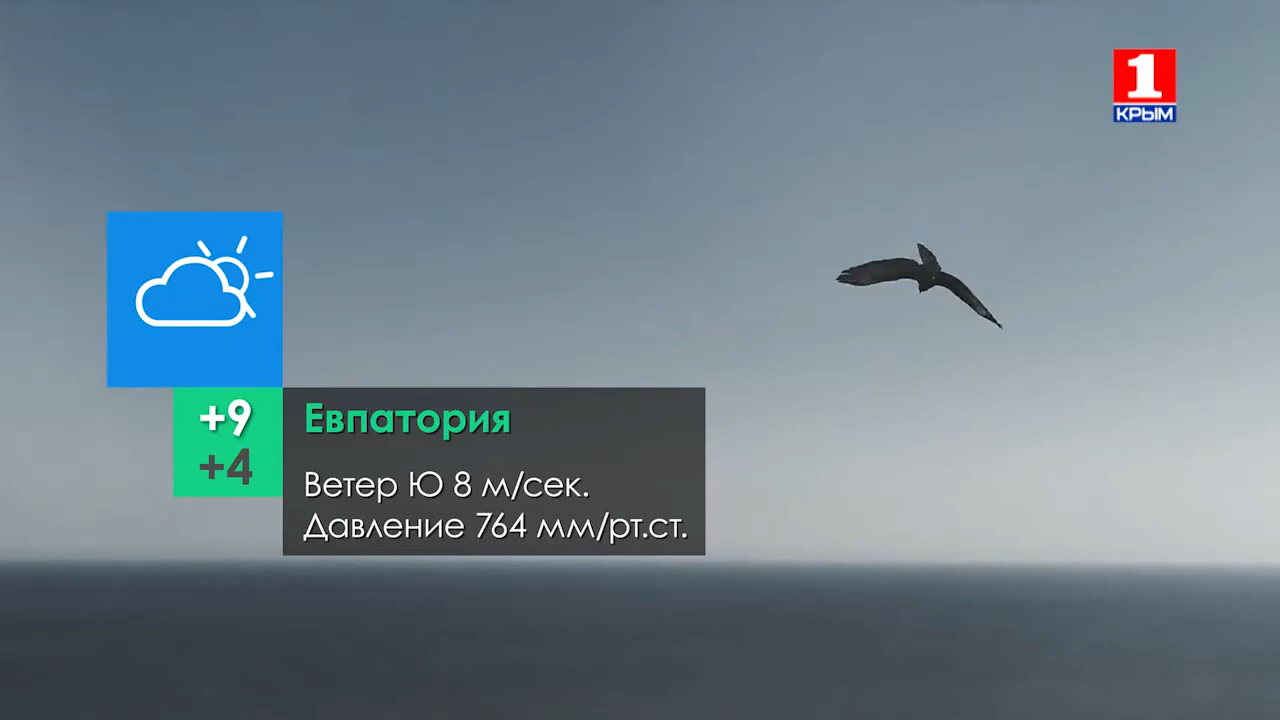 1
КРЫМ
+9
+4
Евпатория
Ветер Ю 8 м/сек.
Давление 764 мм/рт.ст.